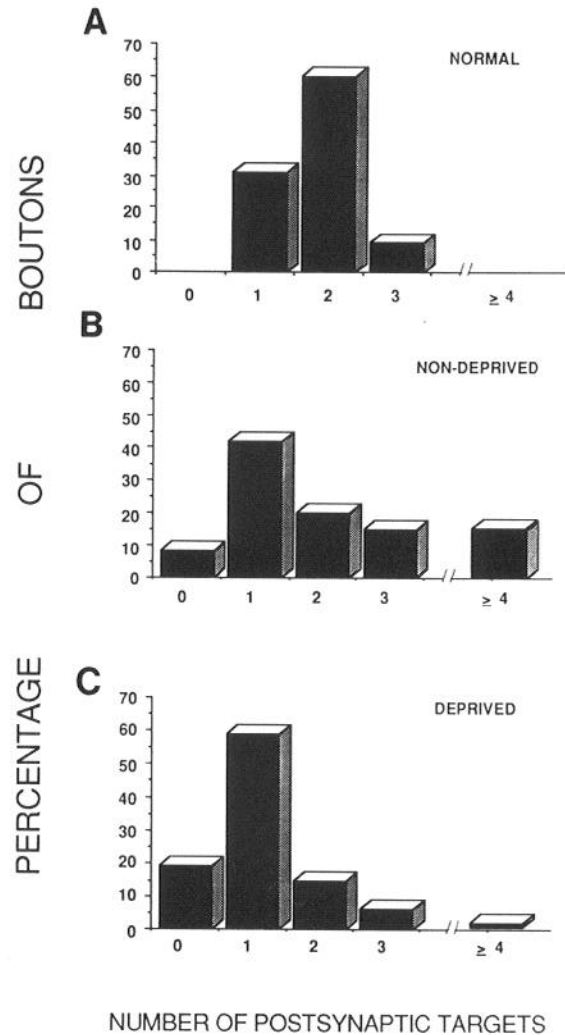 A
NORMAL
70
60
50
40
30
20
10
0
0 1 2 3 ≥ 4
B
NON-DEPRIVED
70
60
50
40
30
20
10
0
0 1 2 3 ≥ 4
C
DEPRIVED
70
60
50
40
30
20
10
0
0 1 2 3 ≥ 4
PERCENTAGE OF BOUTONS
NUMBER OF POSTSYNAPTIC TARGETS